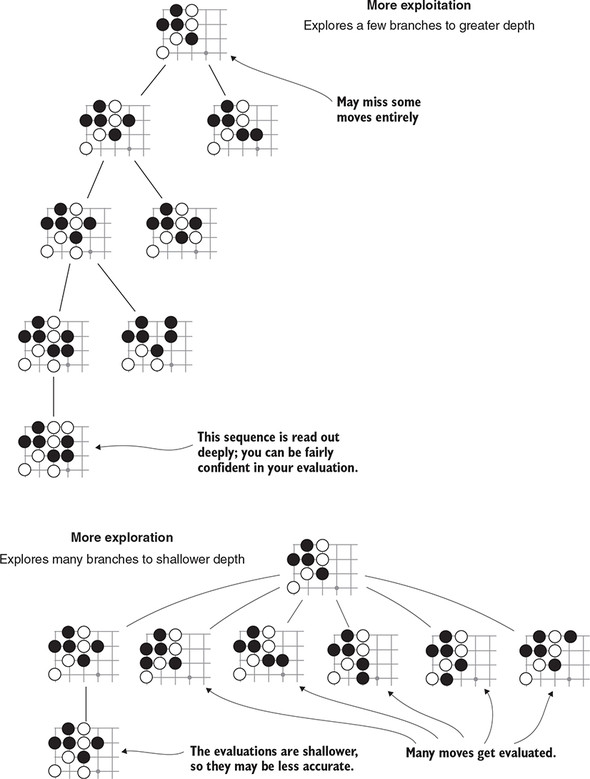 More exploitation
Explores a few branches to greater depth
May miss some
moves entirely
This sequence is read out
deeply; you can be fairly
confident in your evaluation.
More exploration
Explores many branches to shallower depth
The evaluations are shallower,
so they may be less accurate.
Many moves get evaluated.